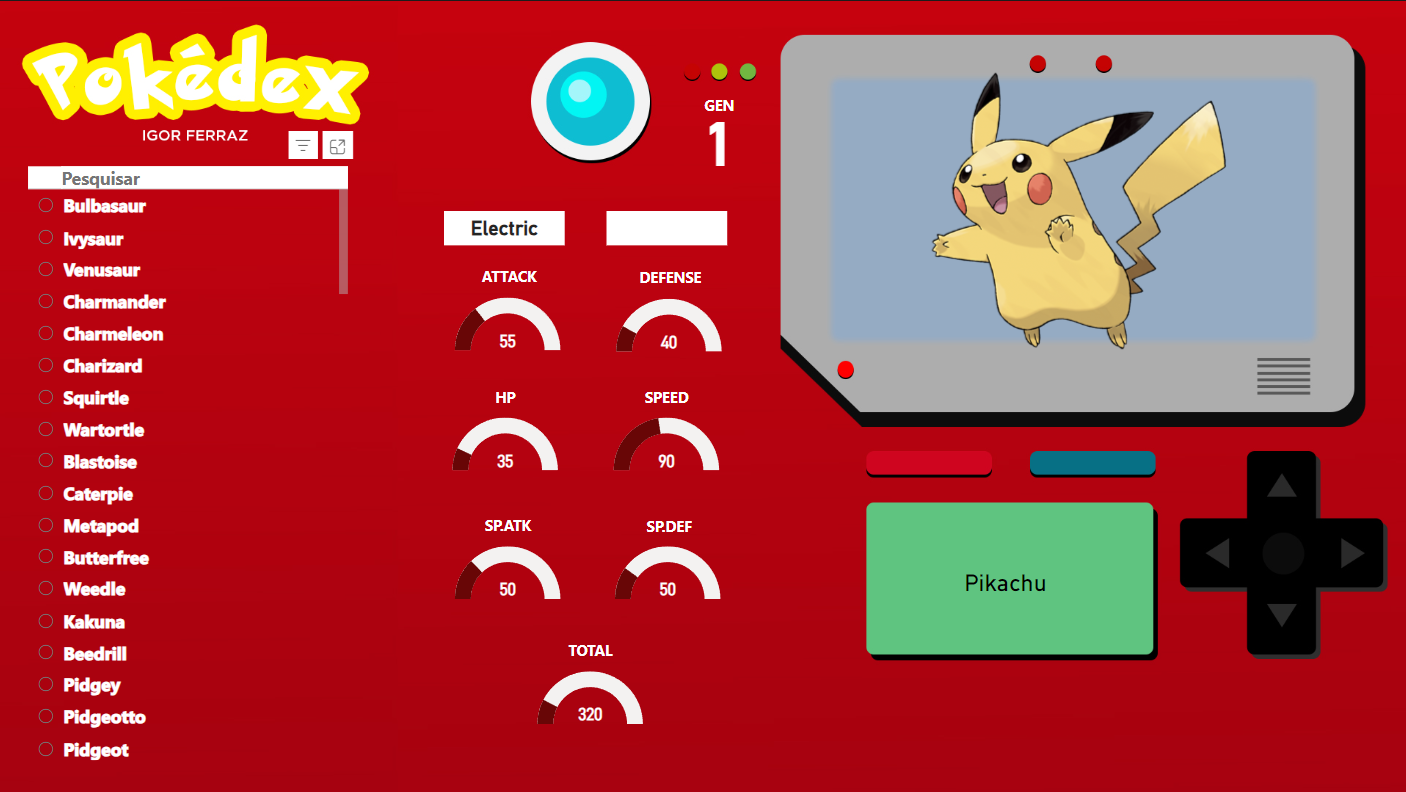 Pokédex
IGOR FERRAZ
Pesquisar
Bulbasaur
Ivysaur
Venusaur
Charmander
Charmeleon
Charizard
Squirtle
Wartortle
Blastoise
Caterpie
Metapod
Butterfree
Weedle
Kakuna
Beedrill
Pidgey
Pidgeotto
Pidgeot
GEN
1
Electric
ATTACK
55
DEFENSE
40
HP
35
SPEED
90
SP.ATK
50
SP.DEF
50
TOTAL
320
Pikachu